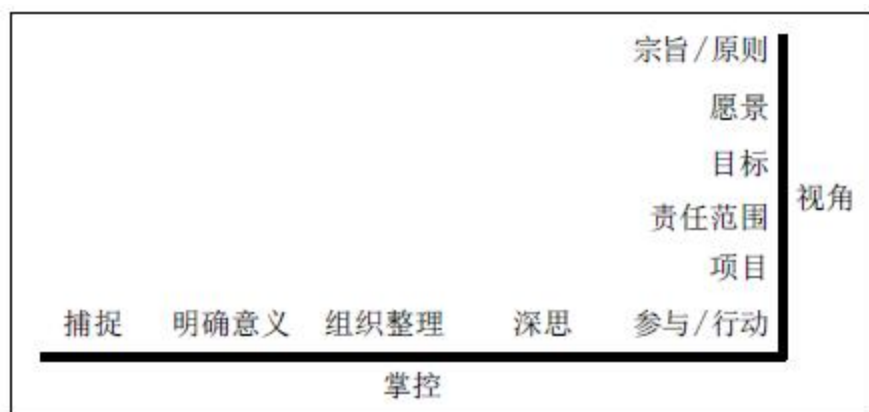 宗旨/原则
愿景
目标
视角
责任范围
项目
捕捉 明确意义 组织整理 深思 参与/行动
掌控